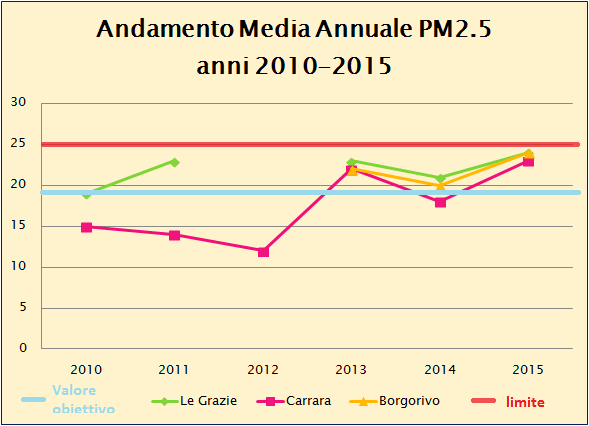 Andamento Media Annuale PM2.5
anni 2010-2015
30
25
20
15
10
5
0
2010 2011 2012 2013 2014 2015
Valore
obiettivo
Le Grazie Carrara Borgorivo limite